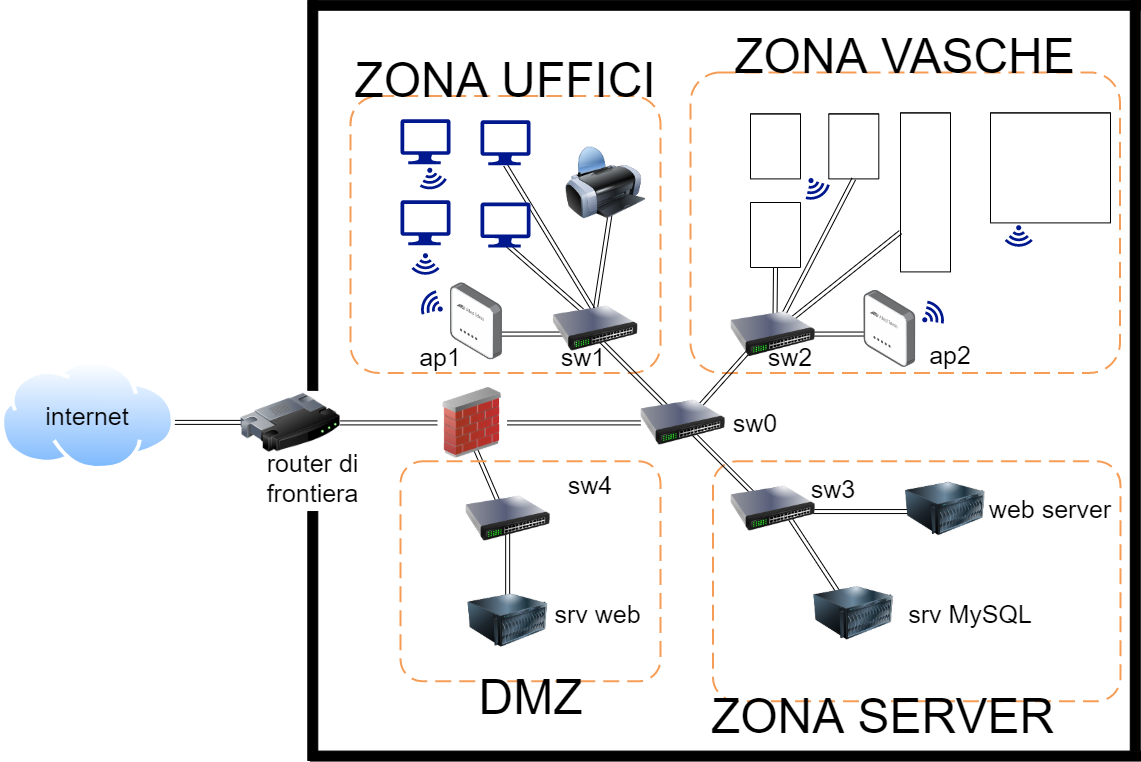 ZONA UFFICI
ZONA VASCHE
ap1
sw1
sw2
ap2
internet
sw0
router di
frontiera
sw4
sw3
web server
srv web
srv MySQL
DMZ
ZONA SERVER